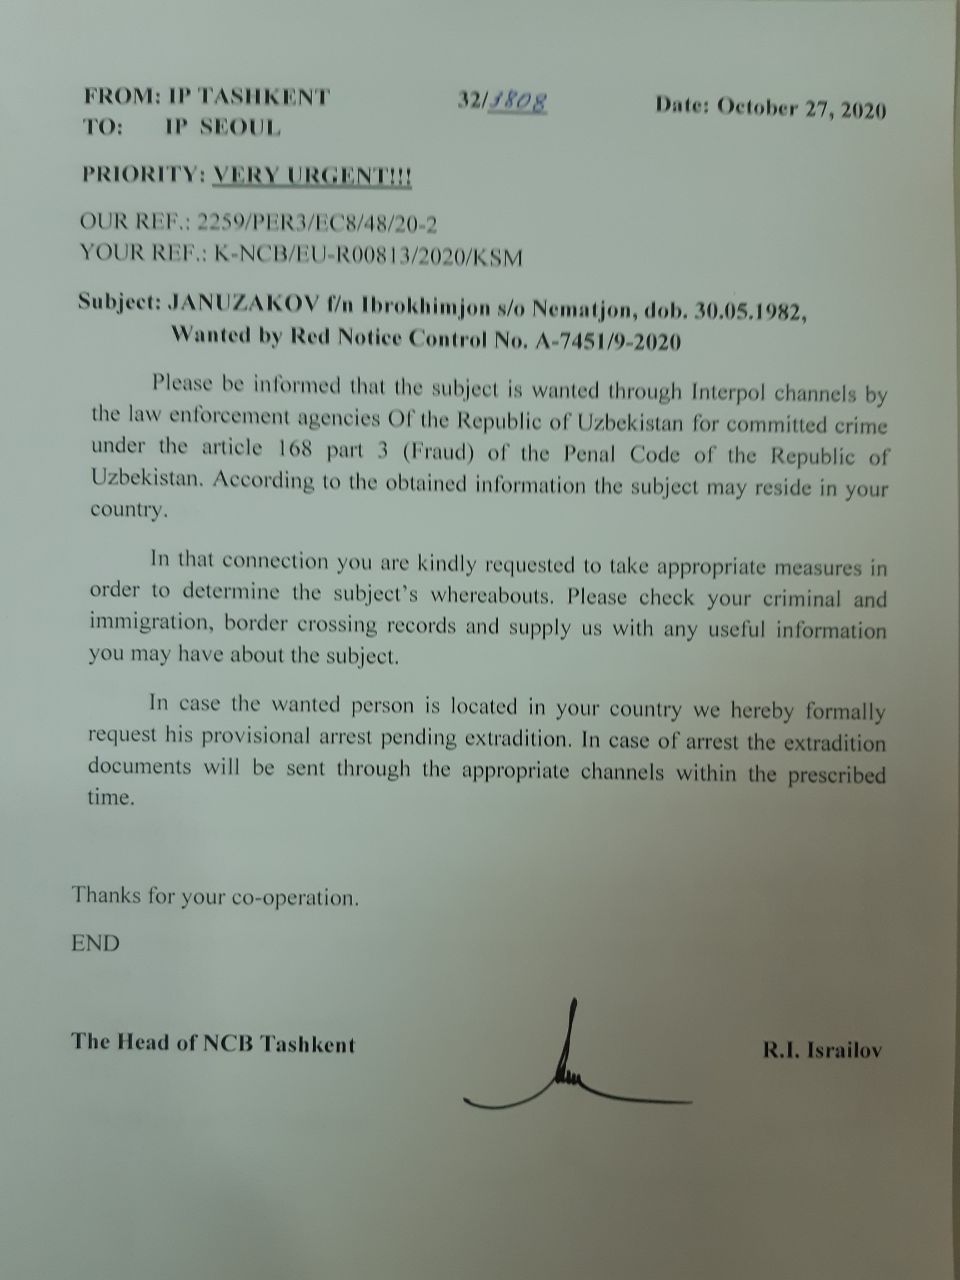 FROM: IP TASHKENT 32/1808 Date: October 27, 2020
TO: IP SEOUL
PRIORITY: VERY URGENT!!!
OUR REF.: 2259/PER3/EC8/48/20-2
YOUR REF.: K-NCB/EU-R00813/2020/KSM
Subject: JANUZAKOV f/n Ibrokhimjon s/o Nematjon, dob. 30.05.1982,
Wanted by Red Notice Control No. A-7451/9-2020
Please be informed that the subject is wanted through Interpol channels by
the law enforcement agencies Of the Republic of Uzbekistan for committed crime
under the article 168 part 3 (Fraud) of the Penal Code of the Republic of
Uzbekistan. According to the obtained information the subject may reside in your
country.
In that connection you are kindly requested to take appropriate measures in
order to determine the subject's whereabouts. Please check your criminal and
immigration, border crossing records and supply us with any useful information
you may have about the subject.
In case the wanted person is located in your country we hereby formally
request his provisional arrest pending extradition. In case of arrest the extradition
documents will be sent through the appropriate channels within the prescribed
time.
Thanks for your co-operation.
END
The Head of NCB Tashkent R.I. Israilov